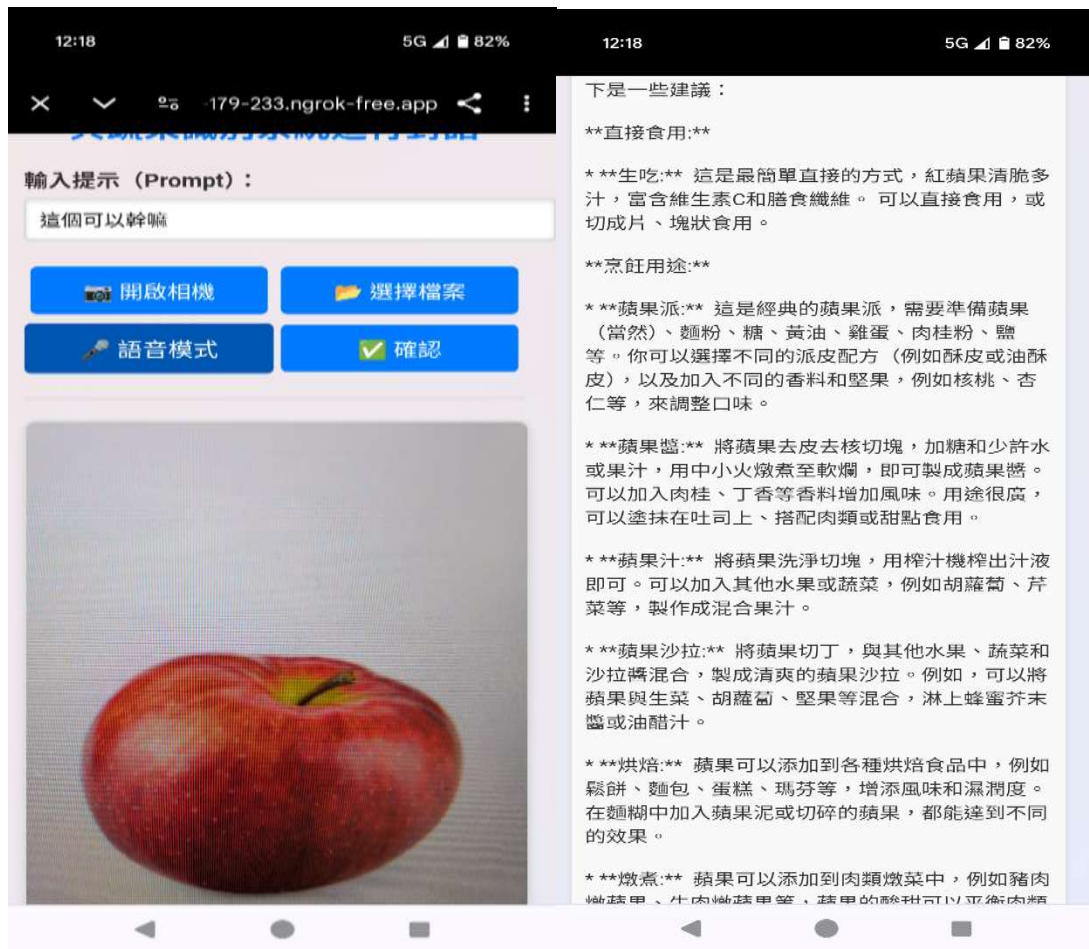 12:18
5G 82%
-179-233.ngrok-free.app
輸入提示（Prompt）：
這個可以幹嘛
開啟相機
選擇檔案
語音模式
確認
12:18
5G 82%
下是一些建議：
**直接食用:**
* **生吃:** 這是最簡單直接的方式，紅蘋果清脆多
汁，富含維生素C和膳食纖維。 可以直接食用，或
切成片、塊狀食用。
**烹飪用途:**
* **蘋果派:** 這是經典的蘋果派，需要準備蘋果
（當然）、麵粉、糖、黃油、雞蛋、肉桂粉、鹽
等。你可以選擇不同的派皮配方（例如酥皮或油酥
皮），以及加入不同的香料和堅果，例如核桃、杏
仁等，來調整口味。
* **蘋果醬:** 將蘋果去皮去核切塊，加糖和少許水
或果汁，用中小火燉煮至軟爛，即可製成蘋果醬。
可以加入肉桂、丁香等香料增加風味。用途很廣，
可以塗抹在吐司上、搭配肉類或甜點食用。
* **蘋果汁:** 將蘋果洗淨切塊，用榨汁機榨出汁液
即可。可以加入其他水果或蔬菜，例如胡蘿蔔、芹
菜等，製作成混合果汁。
* **蘋果沙拉:** 將蘋果切丁，與其他水果、蔬菜和
沙拉醬混合，製成清爽的蘋果沙拉。例如，可以將
蘋果與生菜、胡蘿蔔、堅果等混合，淋上蜂蜜芥末
醬或油醋汁。
* **烘焙:** 蘋果可以添加到各種烘焙食品中，例如
鬆餅、麵包、蛋糕、瑪芬等，增添風味和濕潤度。
在麵糊中加入蘋果泥或切碎的蘋果，都能達到不同
的效果。
* **燉煮:** 蘋果可以添加到肉類燉菜中，例如豬肉
燉蘋果、牛肉燉蘋果等，蘋果的酸甜可以平衡肉類